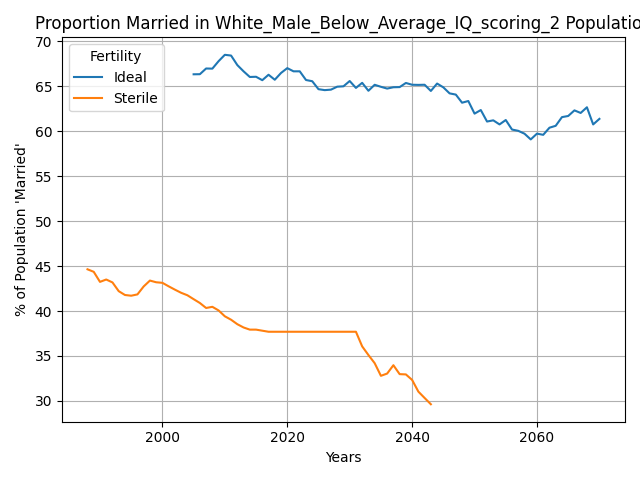 Proportion Married in White_Male_Below_Average_IQ_scoring_2 Populatio
Fertility
Ideal
Sterile
% of Population 'Married'
70
65
60
55
50
45
40
35
30
2000
2020
2040
2060
Years